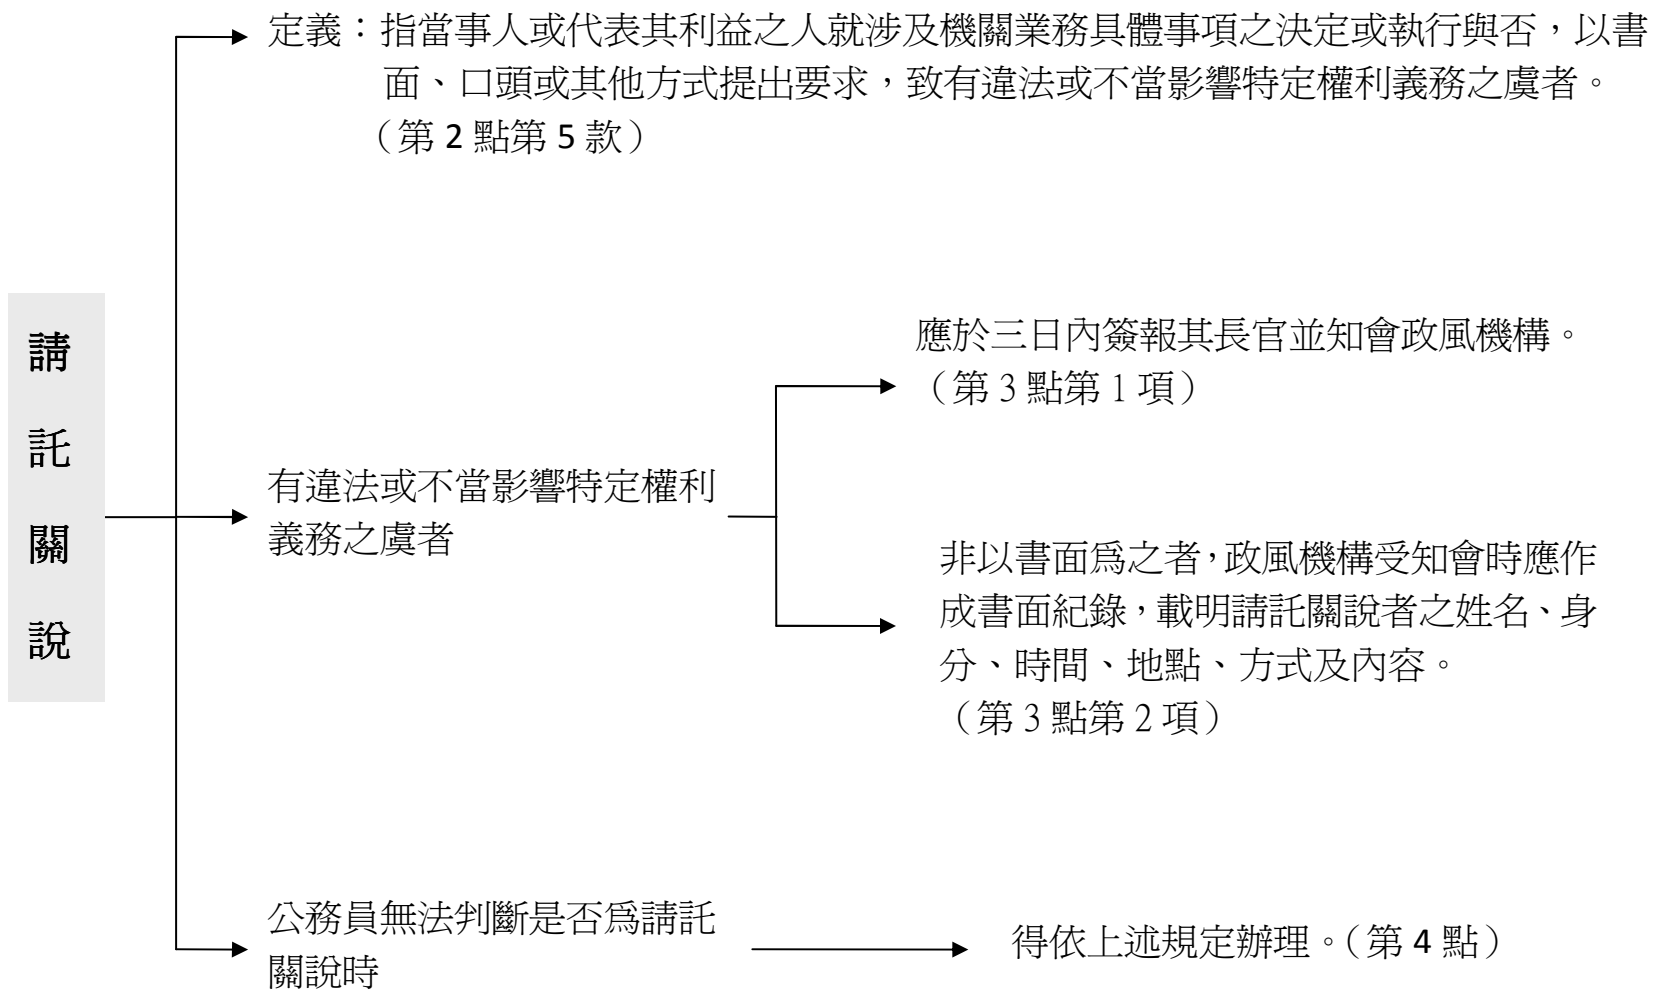 定義：指當事人或代表其利益之人就涉及機關業務具體事項之決定或執行與否，以書
面、口頭或其他方式提出要求，致有違法或不當影響特定權利義務之虞者。
（第 2 點第 5 款）
請
託
關
說
有違法或不當影響特定權利
義務之虞者
應於三日內簽報其長官並知會政風機構。
（第 3 點第 1 項）
非以書面為之者，政風機構受知會時應作
成書面紀錄，載明請託關說者之姓名、身
分、時間、地點、方式及內容。
（第 3 點第 2 項）
公務員無法判斷是否為請託
關說時
得依上述規定辦理。（第 4 點）